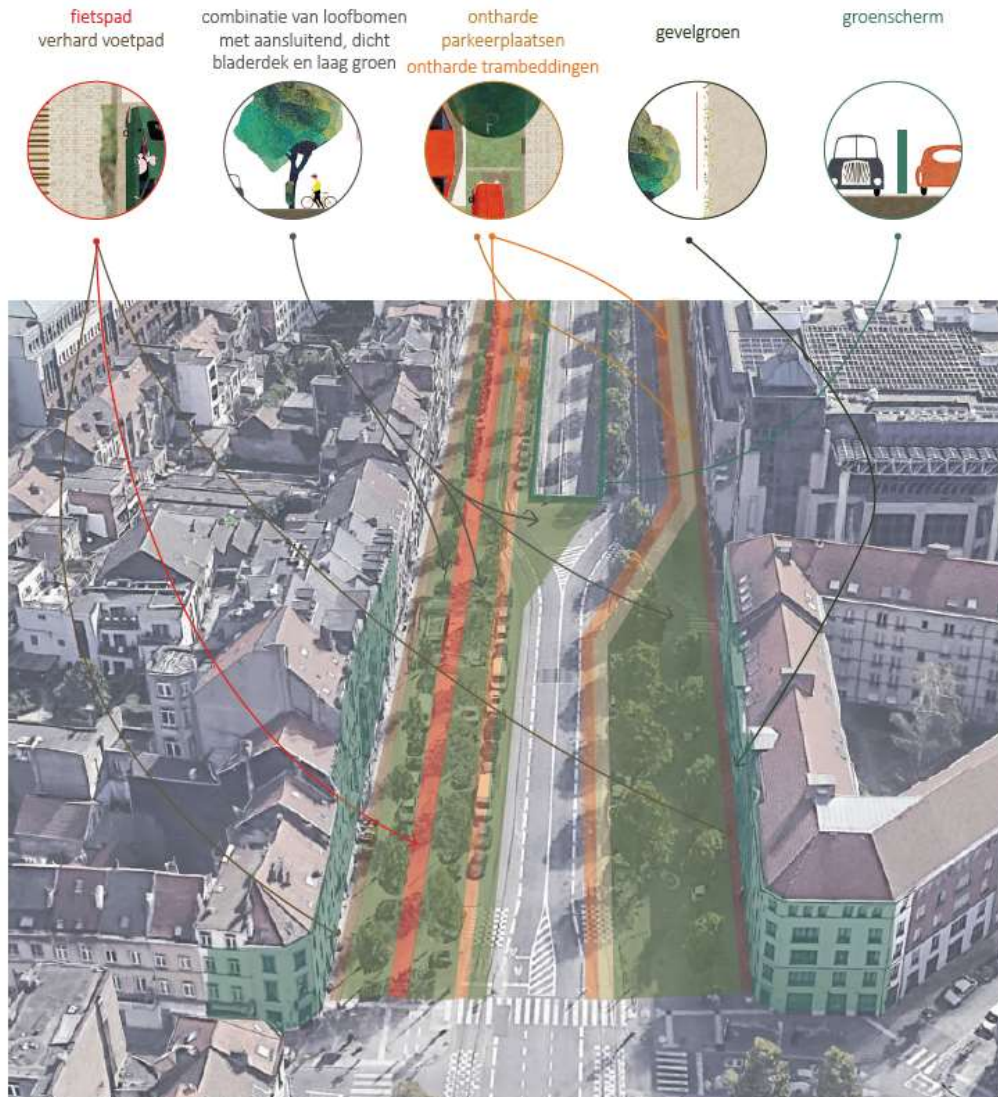 fietspad
verhard voetpad
combinatie van loofbomen
met aansluitend, dicht
bladerdek en laag groen
ontharde
parkeerplaatsen
ontharde trambeddingen
gevelgroen
groenscherm
P